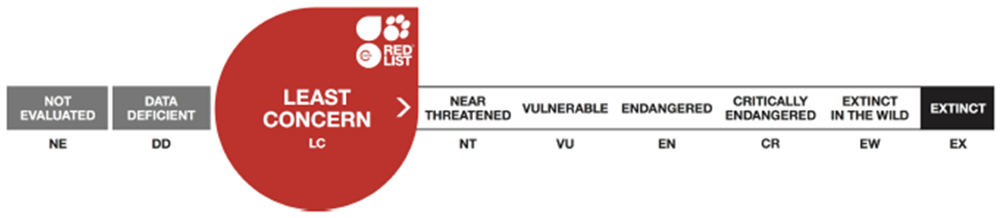 RED
LIST
NOT
EVALUATED
NE
DATA
DEFICIENT
DD
LEAST
CONCERN
LC
NEAR
THREATENED
NT
VULNERABLE
VU
ENDANGERED
EN
CRITICALLY
ENDANGERED
CR
EXTINCT
IN THE WILD
EW
EXTINCT
EX